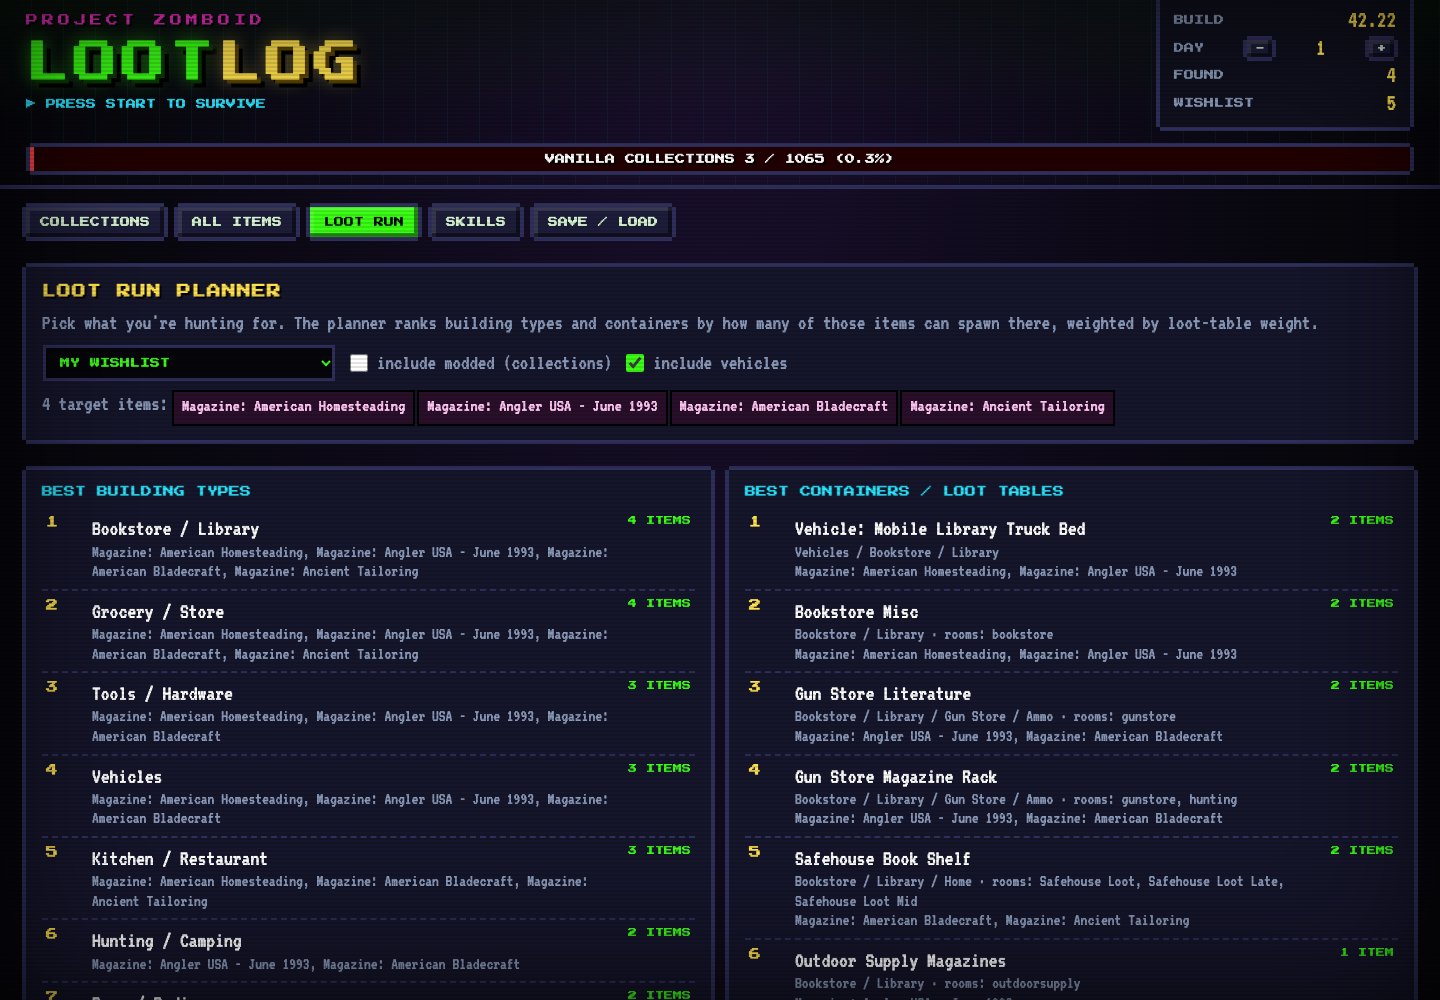 PROJECT ZOMBOID
LOOTLOG
► PRESS START TO SURVIVE
BUILD 42.22
DAY - 1 +
FOUND 4
WISHLIST 5
VANILLA COLLECTIONS 3 / 1065 (0.3%)
COLLECTIONS ALL ITEMS LOOT RUN SKILLS SAVE / LOAD
LOOT RUN PLANNER
Pick what you're hunting for. The planner ranks building types and containers by how many of those items can spawn there, weighted by loot-table weight.
MY WISHLIST include modded (collections) include vehicles
4 target items: Magazine: American Homesteading Magazine: Angler USA - June 1993 Magazine: American Bladecraft Magazine: Ancient Tailoring
BEST BUILDING TYPES
1 Bookstore / Library 4 ITEMS
Magazine: American Homesteading, Magazine: Angler USA - June 1993, Magazine:
American Bladecraft, Magazine: Ancient Tailoring
2 Grocery / Store 4 ITEMS
Magazine: American Homesteading, Magazine: Angler USA - June 1993, Magazine:
American Bladecraft, Magazine: Ancient Tailoring
3 Tools / Hardware 3 ITEMS
Magazine: American Homesteading, Magazine: Angler USA - June 1993, Magazine:
American Bladecraft
4 Vehicles 3 ITEMS
Magazine: American Homesteading, Magazine: Angler USA - June 1993, Magazine:
American Bladecraft
5 Kitchen / Restaurant 3 ITEMS
Magazine: American Homesteading, Magazine: American Bladecraft, Magazine:
Ancient Tailoring
6 Hunting / Camping 2 ITEMS
Magazine: Angler USA - June 1993, Magazine: American Bladecraft
7 2 ITEMS
BEST CONTAINERS / LOOT TABLES
1 Vehicle: Mobile Library Truck Bed 2 ITEMS
Vehicles / Bookstore / Library
Magazine: American Homesteading, Magazine: Angler USA - June 1993
2 Bookstore Misc 2 ITEMS
Bookstore / Library · rooms: bookstore
Magazine: American Homesteading, Magazine: Angler USA - June 1993
3 Gun Store Literature 2 ITEMS
Bookstore / Library / Gun Store / Ammo · rooms: gunstore
Magazine: Angler USA - June 1993, Magazine: American Bladecraft
4 Gun Store Magazine Rack 2 ITEMS
Bookstore / Library / Gun Store / Ammo · rooms: gunstore, hunting
Magazine: Angler USA - June 1993, Magazine: American Bladecraft
5 Safehouse Book Shelf 2 ITEMS
Bookstore / Library / Home · rooms: Safehouse Loot, Safehouse Loot Late,
Safehouse Loot Mid
Magazine: American Bladecraft, Magazine: Ancient Tailoring
6 Outdoor Supply Magazines 1 ITEM
Bookstore / Library · rooms: outdoorsupply